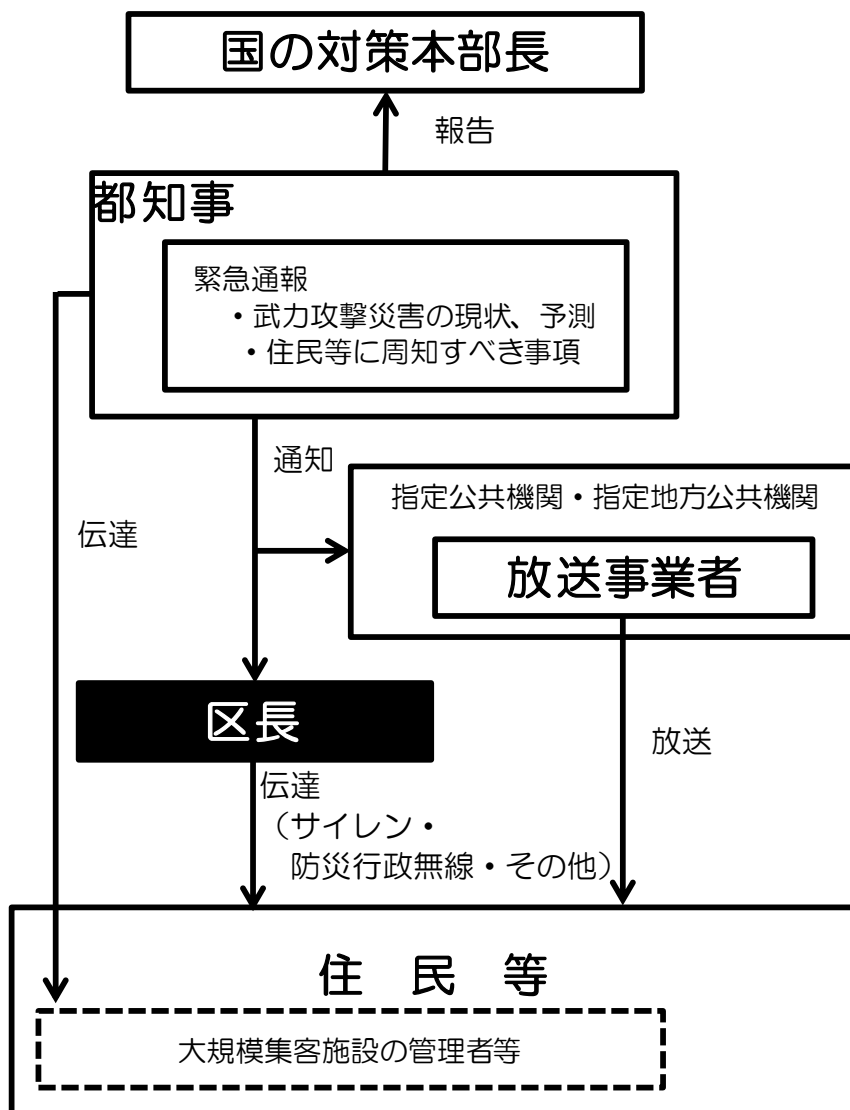 国の対策本部長
報告
都知事
緊急通報
・武力攻撃災害の現状、予測
・住民等に周知すべき事項
通知
指定公共機関・指定地方公共機関
伝達
放送事業者
区長
放送
伝達
（サイレン・
防災行政無線・その他）
住　民　等
大規模集客施設の管理者等